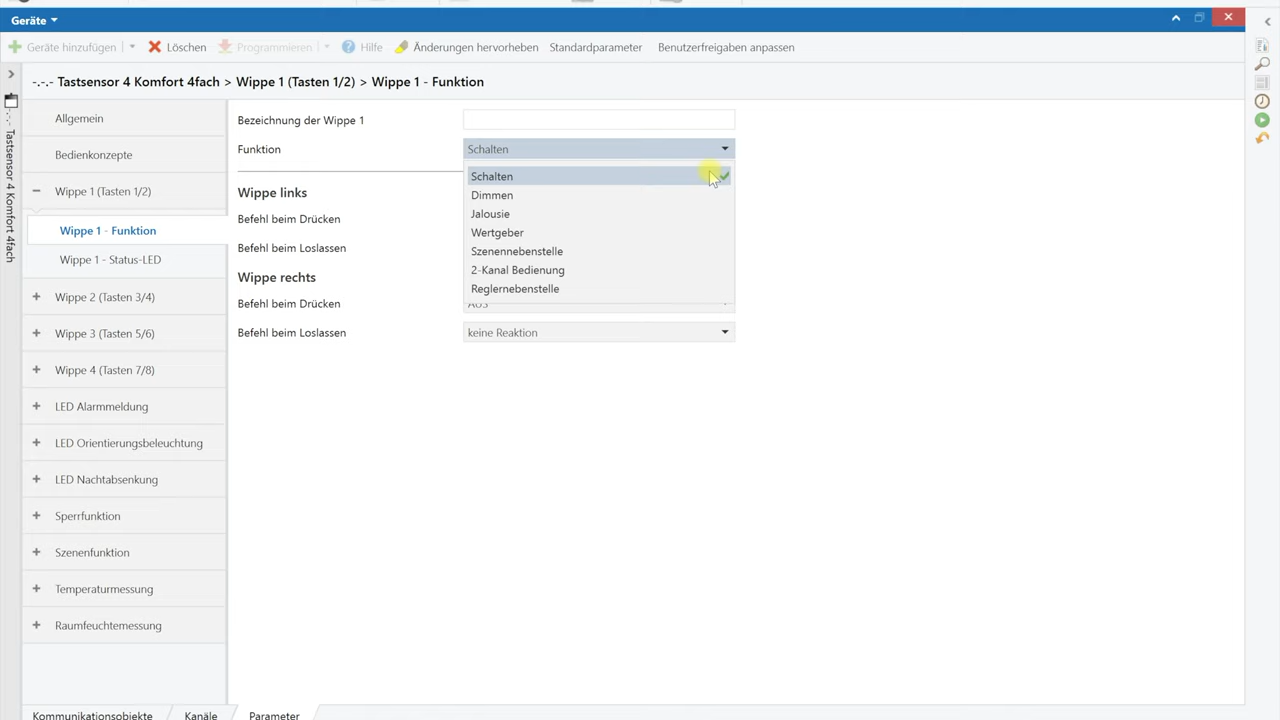 Geräte
Geräte hinzufügen Löschen Programmieren Hilfe Änderungen hervorheben Standardparameter Benutzerfreigaben anpassen
-.-.- Tastsensor 4 Komfort 4fach > Wippe 1 (Tasten 1/2) > Wippe 1 - Funktion
-.-.- Tastsensor 4 Komfort 4fach
Allgemein
Bedienkonzepte
Wippe 1 (Tasten 1/2)
Wippe 1 - Funktion
Wippe 1 - Status-LED
Wippe 2 (Tasten 3/4)
Wippe 3 (Tasten 5/6)
Wippe 4 (Tasten 7/8)
LED Alarmmeldung
LED Orientierungsbeleuchtung
LED Nachtabsenkung
Sperrfunktion
Szenenfunktion
Temperaturmessung
Raumfeuchtemessung
Bezeichnung der Wippe 1
Funktion Schalten
Schalten
Dimmen
Jalousie
Wertgeber
Szenennebenstelle
2-Kanal Bedienung
Reglernebenstelle
Wippe links
Befehl beim Drücken
Befehl beim Loslassen
Wippe rechts
Befehl beim Drücken AUS
Befehl beim Loslassen keine Reaktion
Kommunikationsobjekte Kanäle Parameter